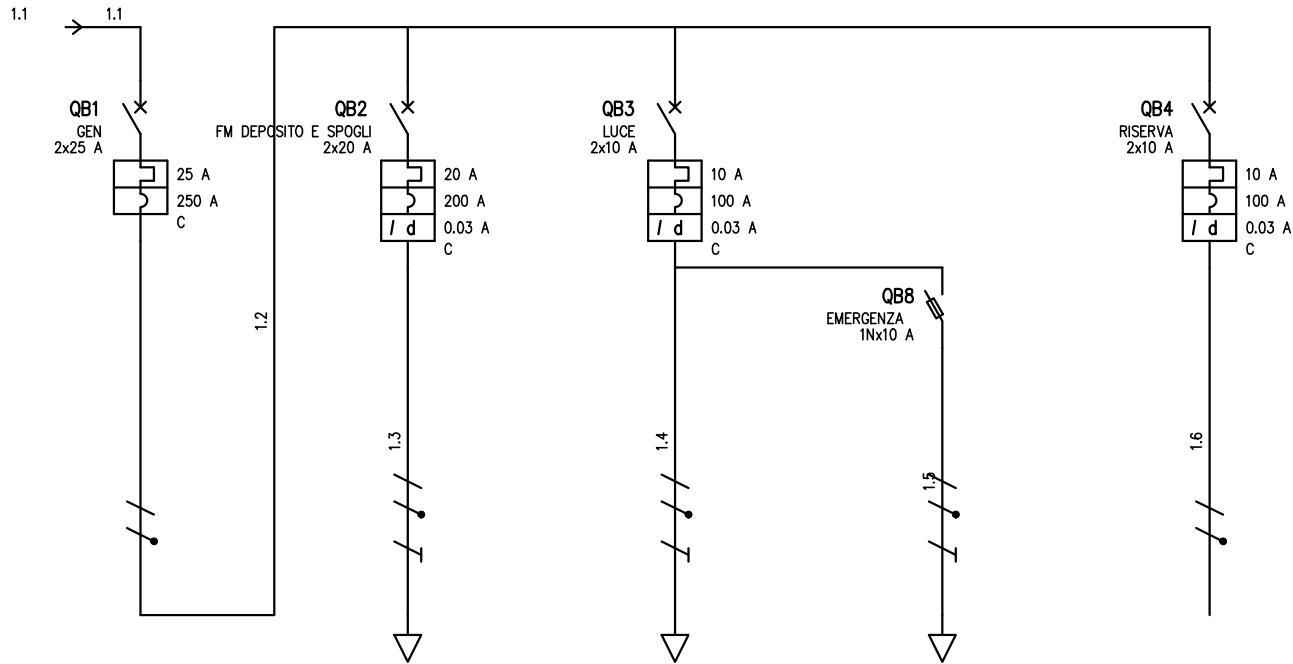 1.1
1.1
QB1
GEN
2x25 A
25 A
250 A
C
1.2
QB2
FM DEPOSITO E SPOGLI
2x20 A
20 A
200 A
I d
0.03 A
C
1.3
QB3
LUCE
2x10 A
10 A
100 A
I d
0.03 A
C
1.4
QB8
EMERGENZA
1Nx10 A
1.5
QB4
RISERVA
2x10 A
10 A
100 A
I d
0.03 A
C
1.6